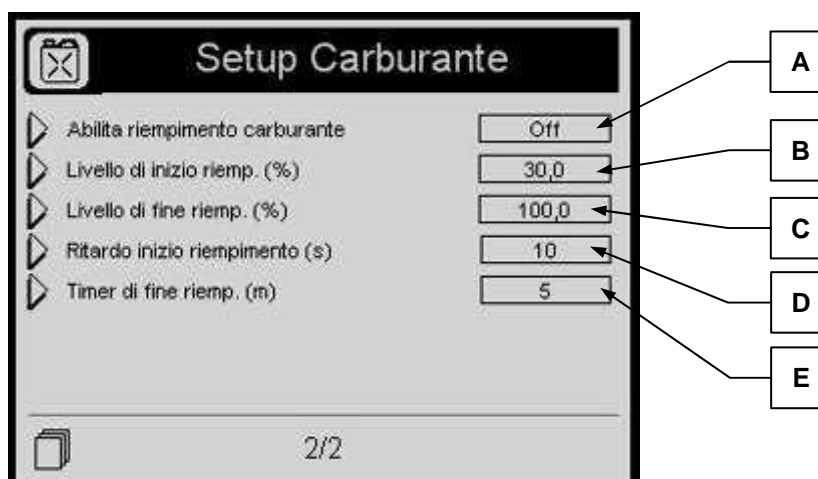 Setup Carburante
Abilita riempimento carburante Off
Livello di inizio riemp. (%) 30,0
Livello di fine riemp. (%) 100,0
Ritardo inizio riempimento (s) 10
Timer di fine riemp. (m) 5
2/2
A
B
C
D
E